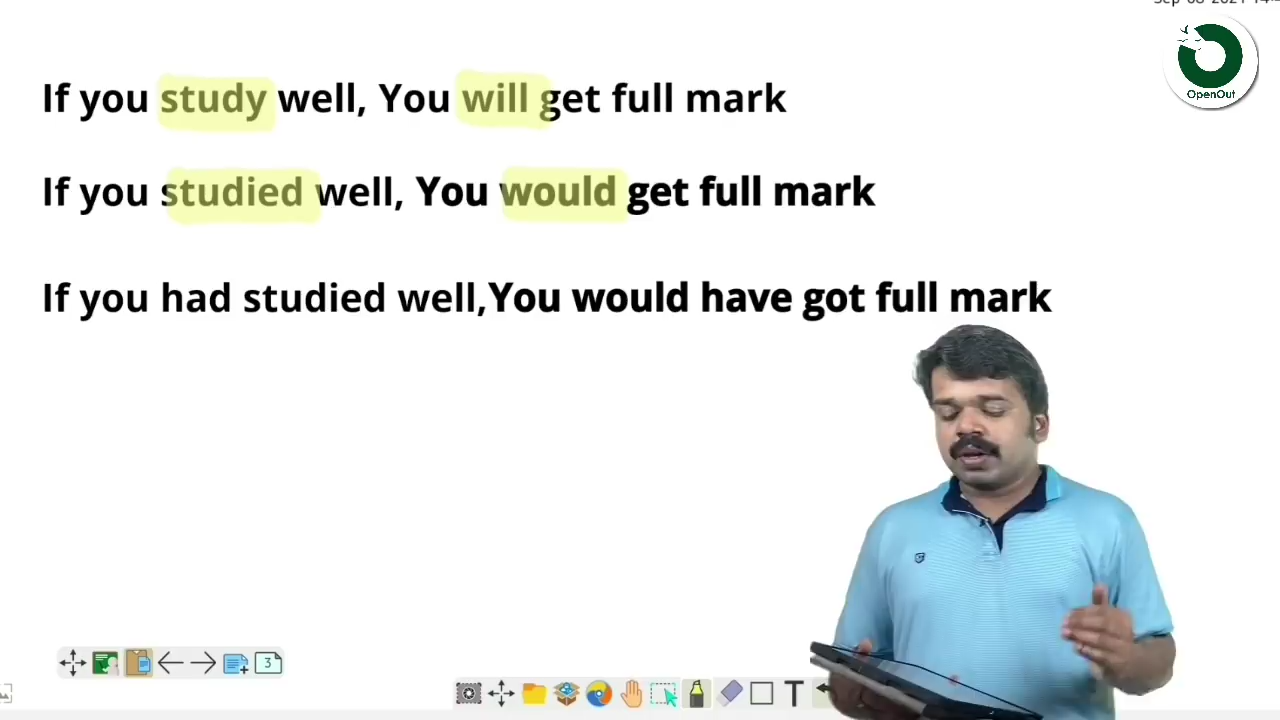 OpenOut
If you study well, You will get full mark
If you studied well, You would get full mark
If you had studied well,You would have got full mark
3
T